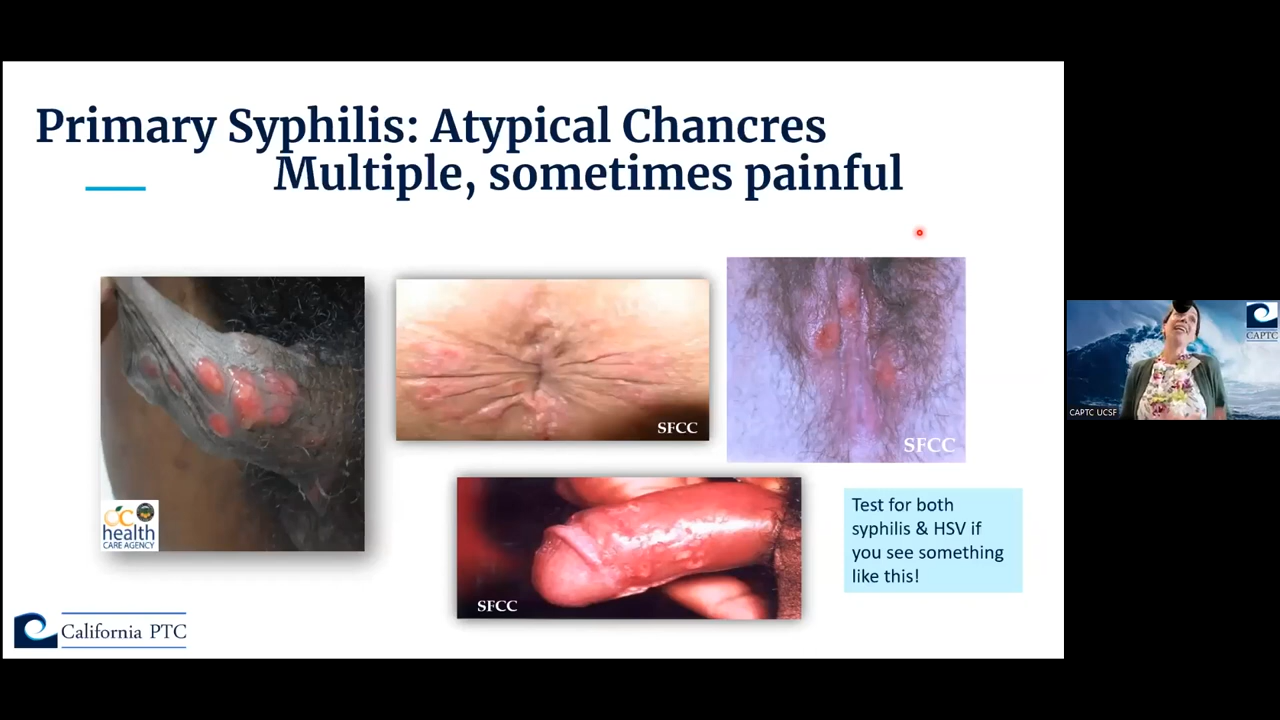 Primary Syphilis: Atypical Chancres
Multiple, sometimes painful
SFCC
SFCC
OC
health
CARE AGENCY
SFCC
Test for both
syphilis & HSV if
you see something
like this!
California PTC
CAPTC
CAPTC UCSF